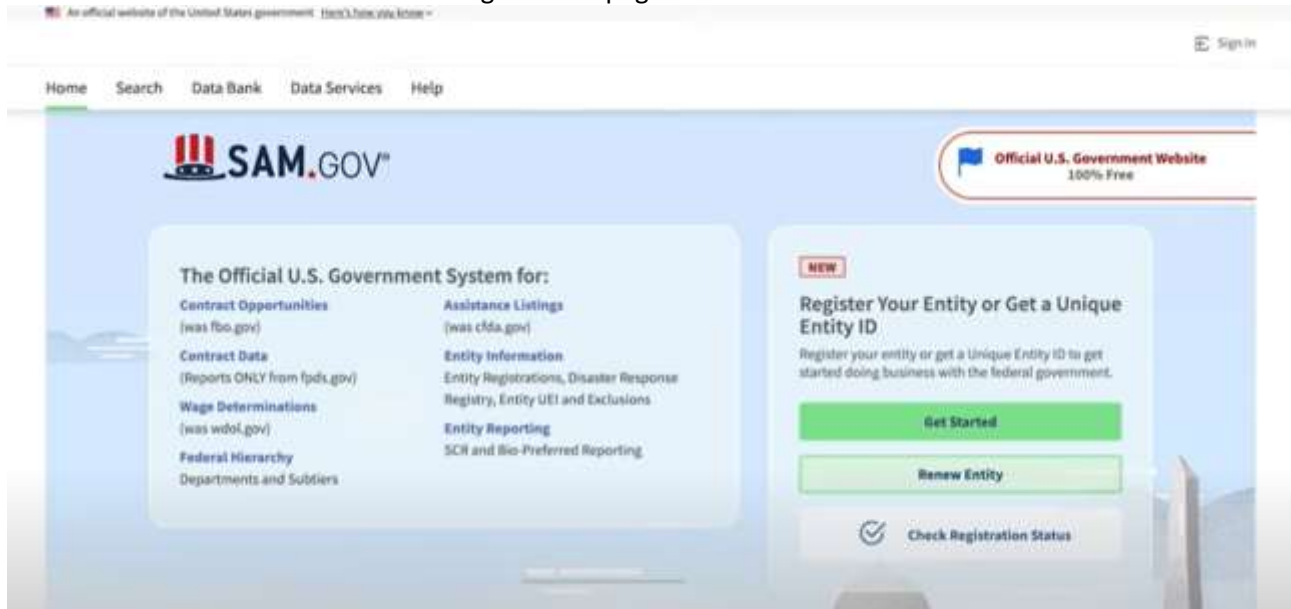 An official website of the United States government Here's how you know
Sign In
Home Search Data Bank Data Services Help
SAM.GOV®
Official U.S. Government Website
100% Free
The Official U.S. Government System for:
Contract Opportunities
(was fbo.gov)
Contract Data
(Reports ONLY from fpds.gov)
Wage Determinations
(was wdol.gov)
Federal Hierarchy
Departments and Subtiers
Assistance Listings
(was cfda.gov)
Entity Information
Entity Registrations, Disaster Response
Registry, Entity UEI and Exclusions
Entity Reporting
SCR and Bio-Preferred Reporting
NEW
Register Your Entity or Get a Unique
Entity ID
Register your entity or get a Unique Entity ID to get
started doing business with the federal government.
Get Started
Renew Entity
Check Registration Status